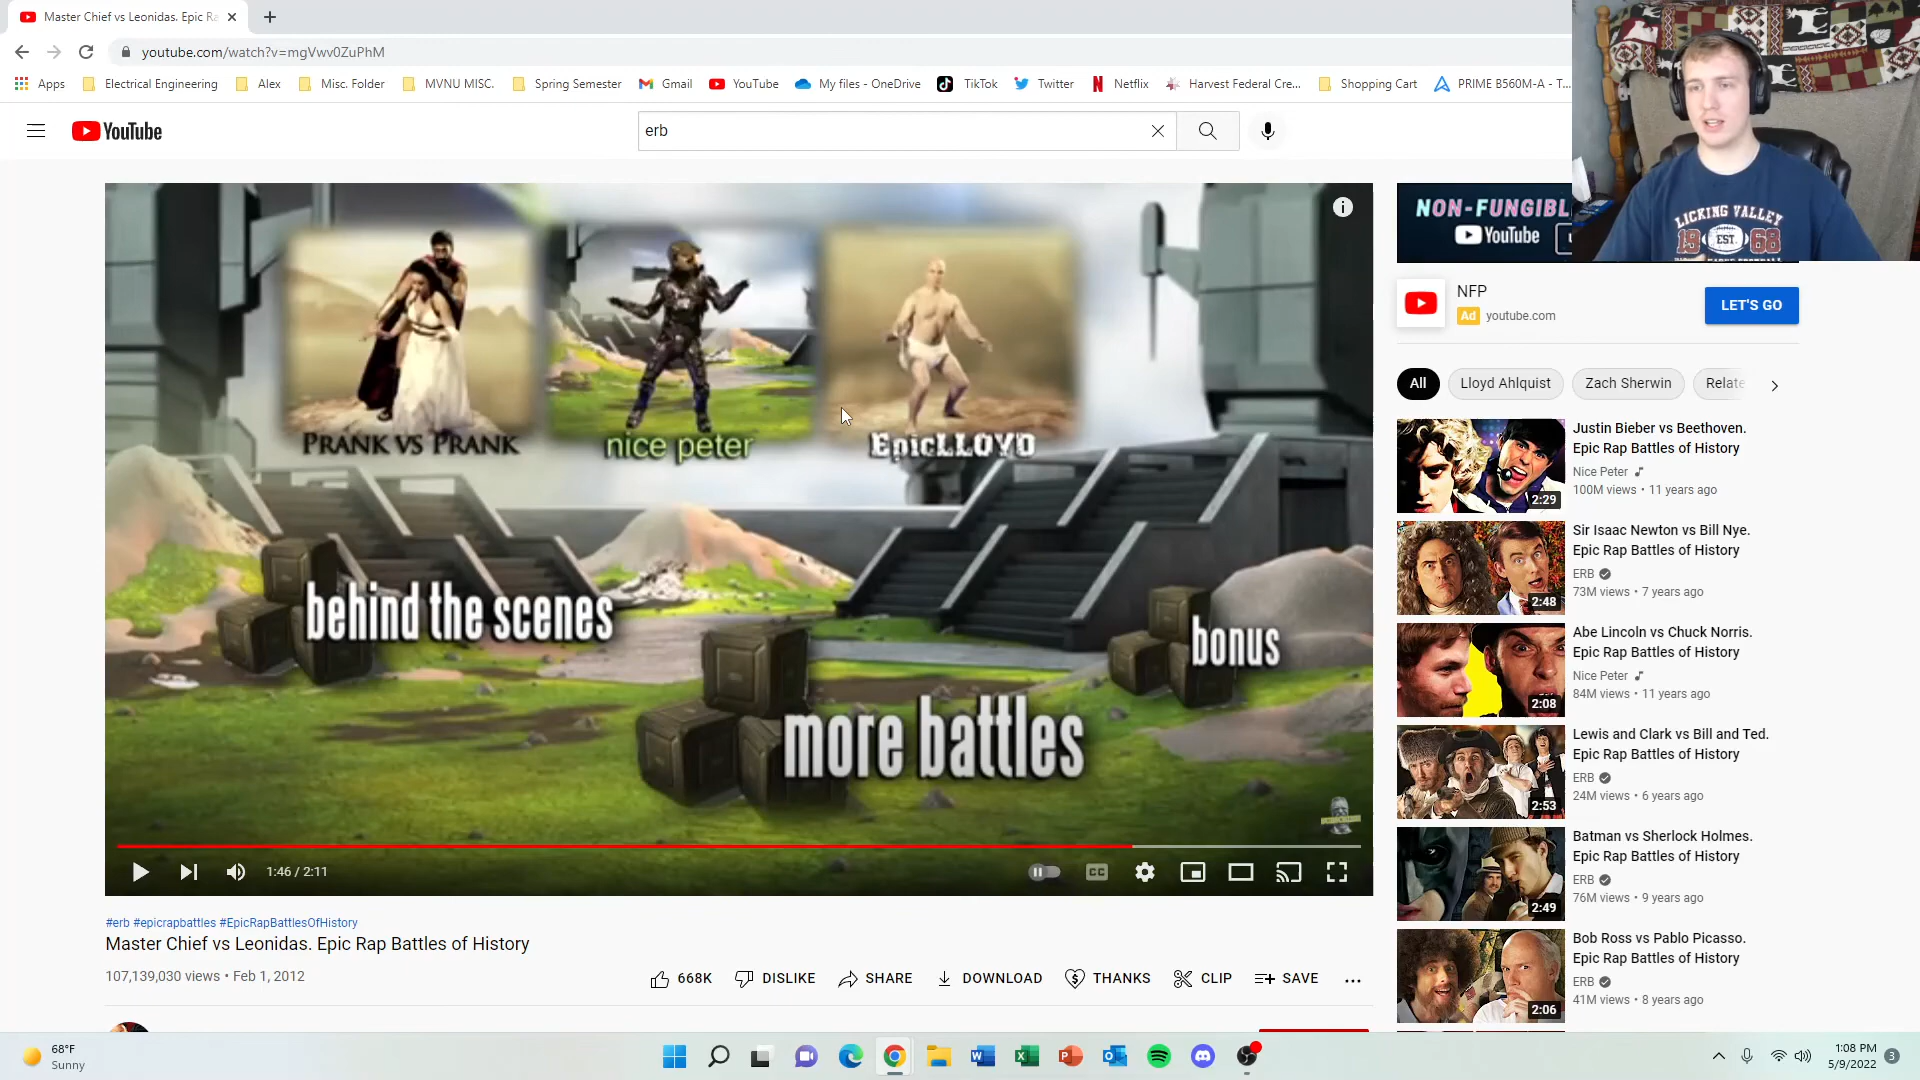 Master Chief vs Leonidas. Epic Ra
youtube.com/watch?v=mgVwv0ZuPhM
Apps Electrical Engineering Alex Misc. Folder MVNU MISC. Spring Semester Gmail YouTube My files - OneDrive TikTok Twitter Netflix Harvest Federal Cre... Shopping Cart PRIME B560M-A - T...
YouTube
erb
LICKING VALLEY
19 EST. 68
NON-FUNGIBL
YouTube
NFP
Ad youtube.com
LET'S GO
All Lloyd Ahlquist Zach Sherwin Relate
PRANK VS PRANK
nice peter
EpicLLOYD
behind the scenes
bonus
more battles
1:46 / 2:11
CC
#erb #epicrapbattles #EpicRapBattlesOfHistory
Master Chief vs Leonidas. Epic Rap Battles of History
107,139,030 views • Feb 1, 2012
668K DISLIKE SHARE DOWNLOAD THANKS CLIP SAVE ...
2:29
Justin Bieber vs Beethoven.
Epic Rap Battles of History
Nice Peter
100M views • 11 years ago
2:48
Sir Isaac Newton vs Bill Nye.
Epic Rap Battles of History
ERB
73M views • 7 years ago
2:08
Abe Lincoln vs Chuck Norris.
Epic Rap Battles of History
Nice Peter
84M views • 11 years ago
2:53
Lewis and Clark vs Bill and Ted.
Epic Rap Battles of History
ERB
24M views • 6 years ago
2:49
Batman vs Sherlock Holmes.
Epic Rap Battles of History
ERB
76M views • 9 years ago
2:06
Bob Ross vs Pablo Picasso.
Epic Rap Battles of History
ERB
41M views • 8 years ago
68°F
Sunny
1:08 PM
5/9/2022
3